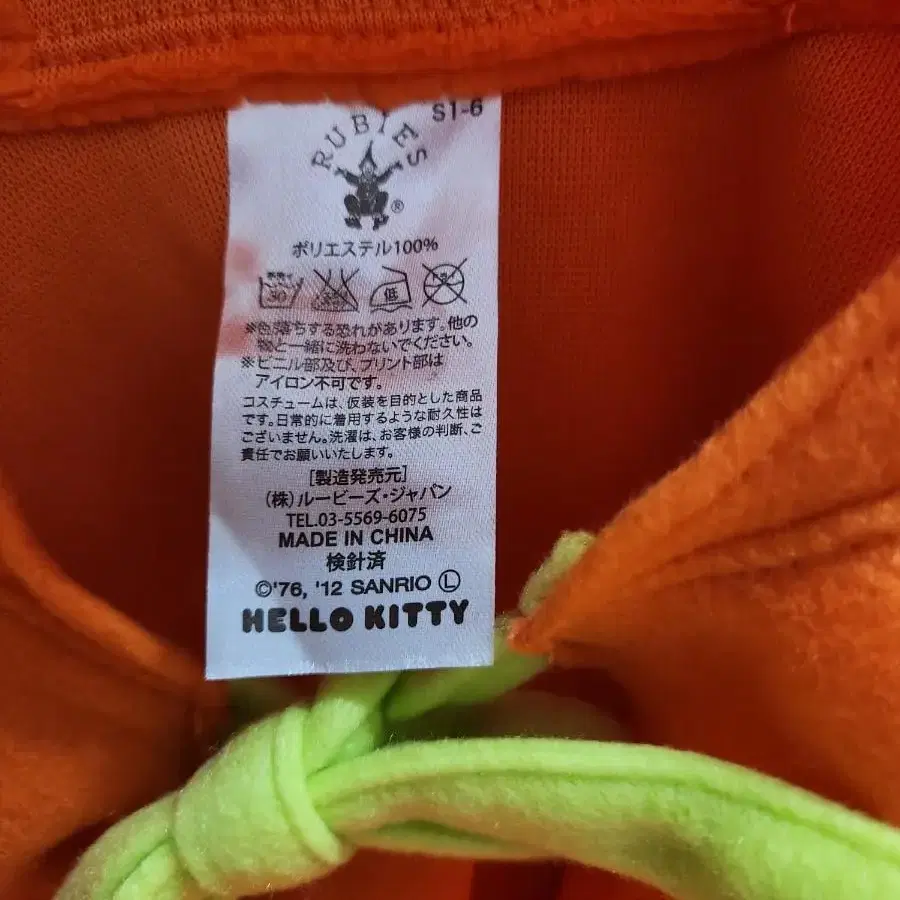 S1-6
RUBIES
®
ポリエステル100%
30
低
※色落ちする恐れがあります。他の
物と一緒に洗わないでください。
※ビニル部及び、プリント部は
アイロン不可です。
コスチュームは、仮装を目的とした商品
です。日常的に着用するような耐久性は
ございません。洗濯は、お客様の判断、ご
責任でお願いいたします。
[製造発売元]
(株)ルービーズ・ジャパン
TEL.03-5569-6075
MADE IN CHINA
検針済
©'76, '12 SANRIO Ⓛ
HELLO KITTY